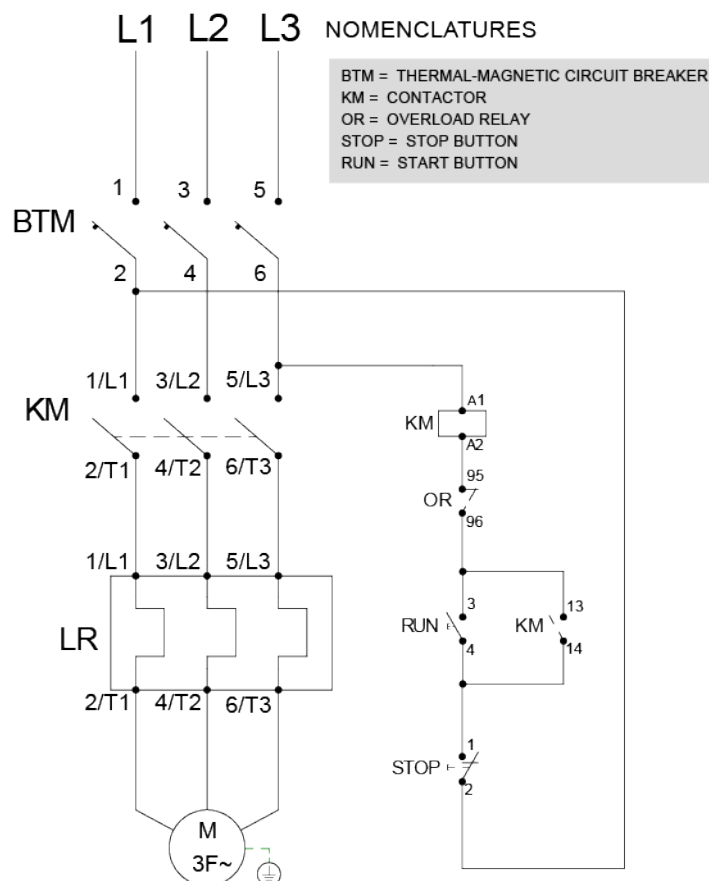 L1 L2 L3 NOMENCLATURES
BTM = THERMAL-MAGNETIC CIRCUIT BREAKER
KM = CONTACTOR
OR = OVERLOAD RELAY
STOP = STOP BUTTON
RUN = START BUTTON
1 3 5
BTM
2 4 6
1/L1 3/L2 5/L3
KM
2/T1 4/T2 6/T3
A1
KM
A2
95
OR
96
1/L1 3/L2 5/L3
LR
2/T1 4/T2 6/T3
3 13
RUN KM
4 14
1
STOP
2
M
3F~